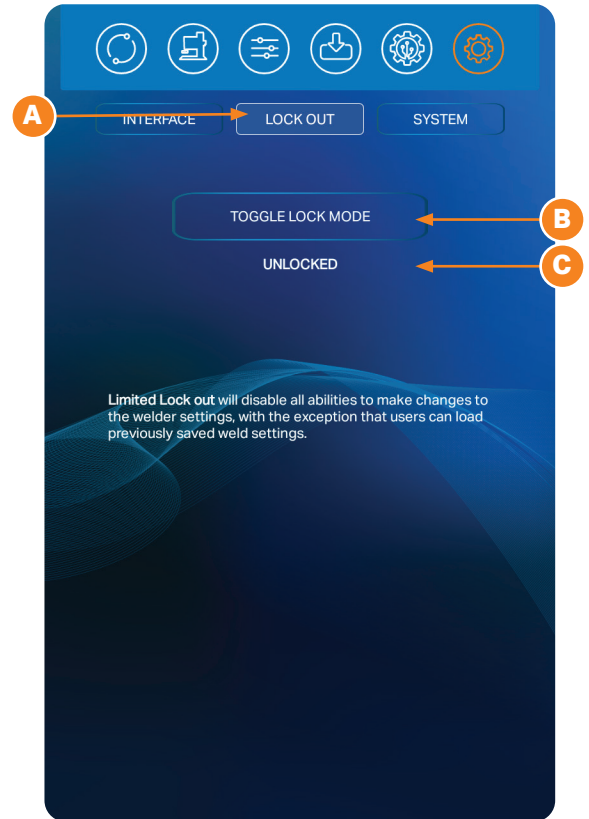 A
INTERFACE
LOCK OUT
SYSTEM
TOGGLE LOCK MODE
B
UNLOCKED
C
Limited Lock out will disable all abilities to make changes to
the welder settings, with the exception that users can load
previously saved weld settings.